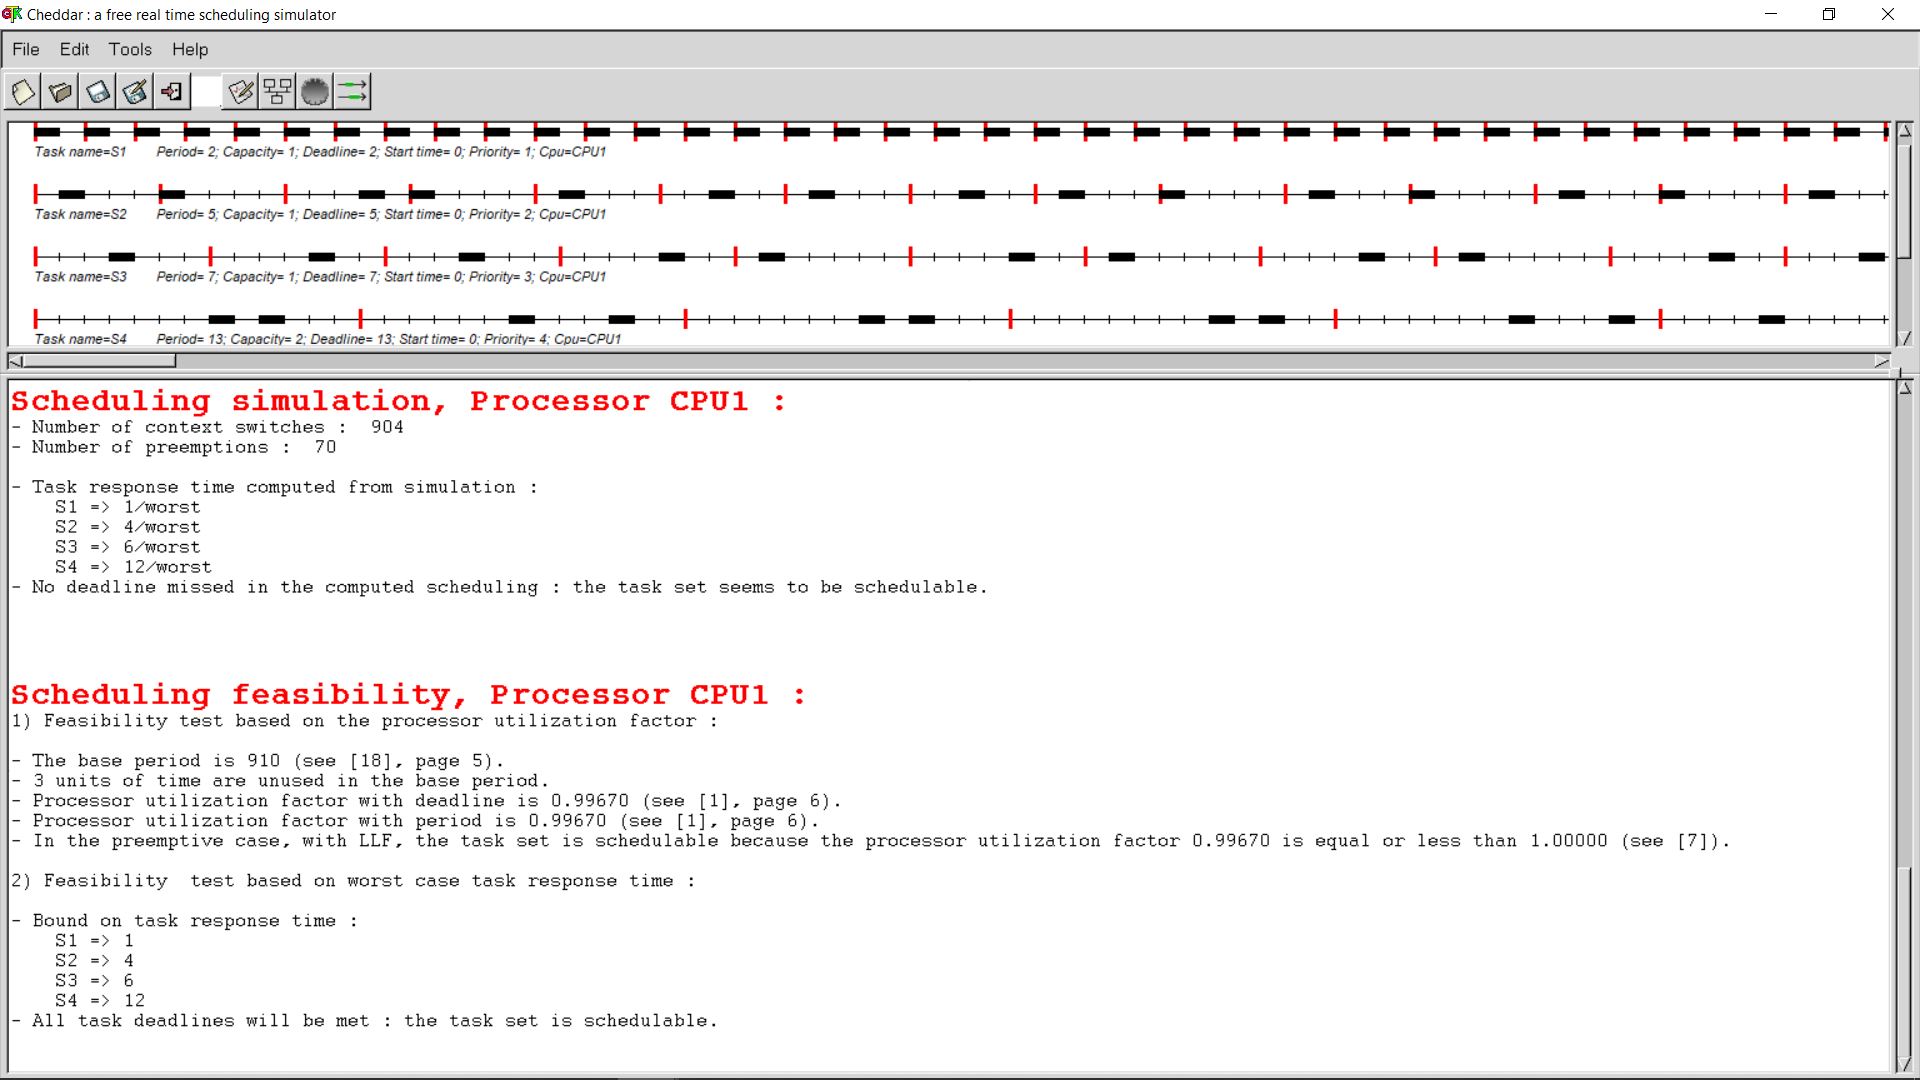 Cheddar : a free real time scheduling simulator
File Edit Tools Help
Task name=S1 Period= 2; Capacity= 1; Deadline= 2; Start time= 0; Priority= 1; Cpu=CPU1
Task name=S2 Period= 5; Capacity= 1; Deadline= 5; Start time= 0; Priority= 2; Cpu=CPU1
Task name=S3 Period= 7; Capacity= 1; Deadline= 7; Start time= 0; Priority= 3; Cpu=CPU1
Task name=S4 Period= 13; Capacity= 2; Deadline= 13; Start time= 0; Priority= 4; Cpu=CPU1
Scheduling simulation, Processor CPU1 :
- Number of context switches : 904
- Number of preemptions : 70
- Task response time computed from simulation :
S1 => 1/worst
S2 => 4/worst
S3 => 6/worst
S4 => 12/worst
- No deadline missed in the computed scheduling : the task set seems to be schedulable.
Scheduling feasibility, Processor CPU1 :
1) Feasibility test based on the processor utilization factor :
- The base period is 910 (see [18], page 5).
- 3 units of time are unused in the base period.
- Processor utilization factor with deadline is 0.99670 (see [1], page 6).
- Processor utilization factor with period is 0.99670 (see [1], page 6).
- In the preemptive case, with LLF, the task set is schedulable because the processor utilization factor 0.99670 is equal or less than 1.00000 (see [7]).
2) Feasibility test based on worst case task response time :
- Bound on task response time :
S1 => 1
S2 => 4
S3 => 6
S4 => 12
- All task deadlines will be met : the task set is schedulable.